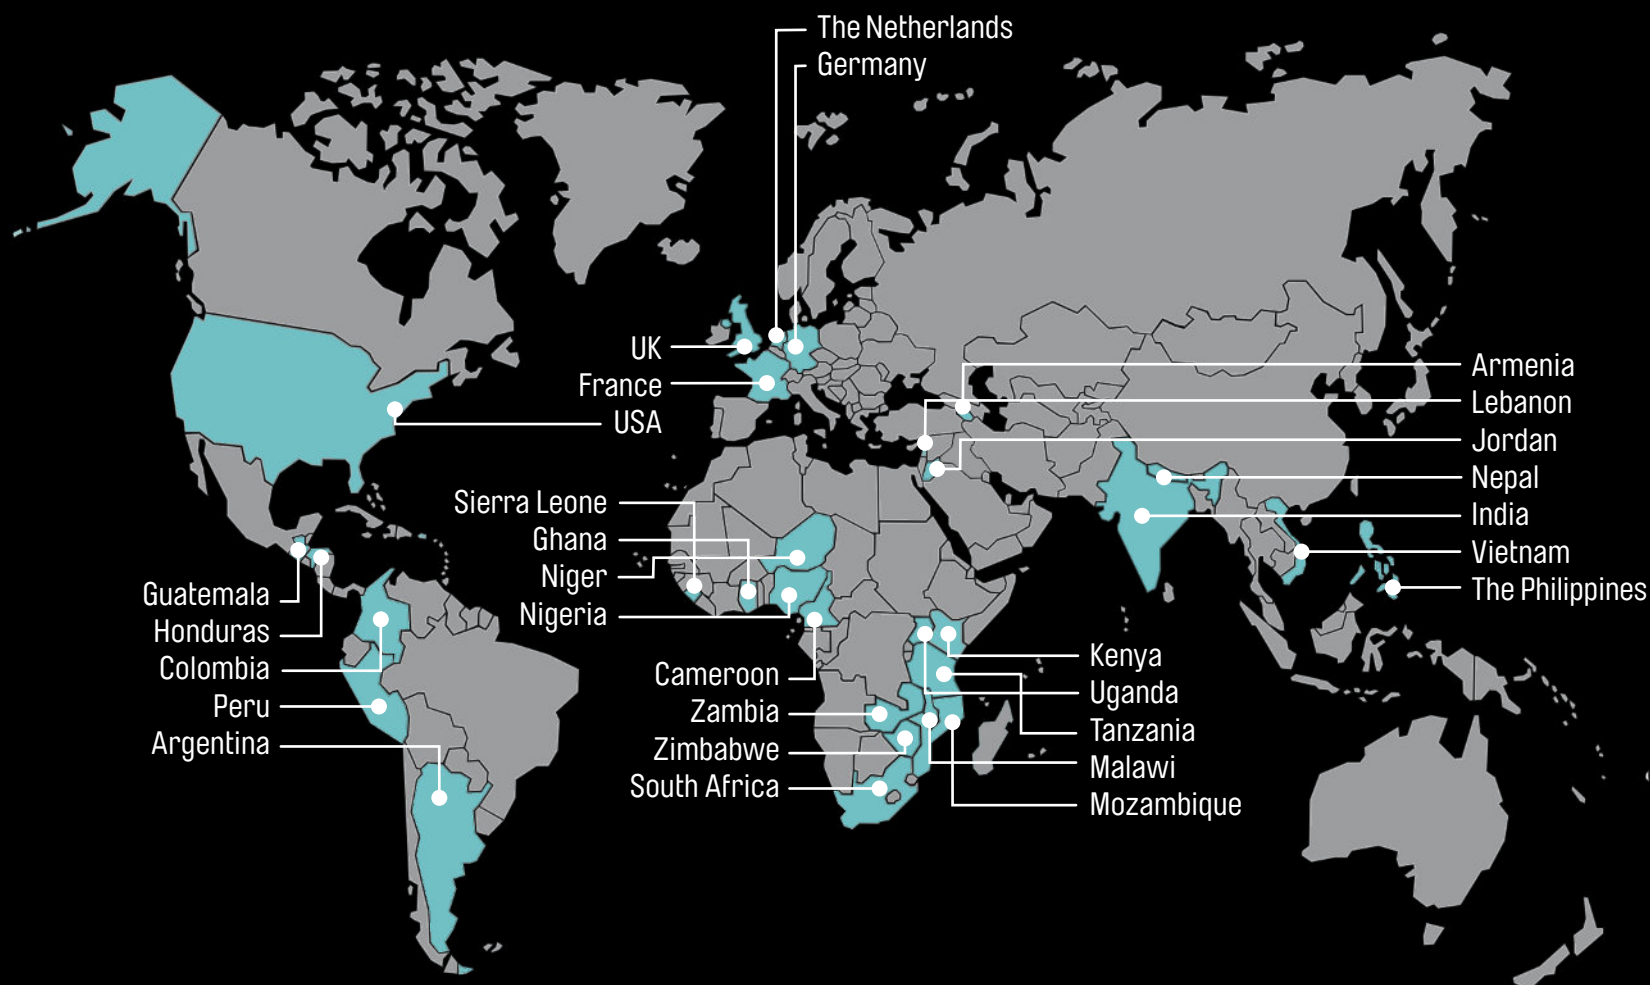 The Netherlands
Germany
UK
France
USA
Armenia
Lebanon
Jordan
Nepal
India
Vietnam
The Philippines
Sierra Leone
Ghana
Niger
Nigeria
Guatemala
Honduras
Colombia
Peru
Argentina
Cameroon
Zambia
Zimbabwe
South Africa
Kenya
Uganda
Tanzania
Malawi
Mozambique